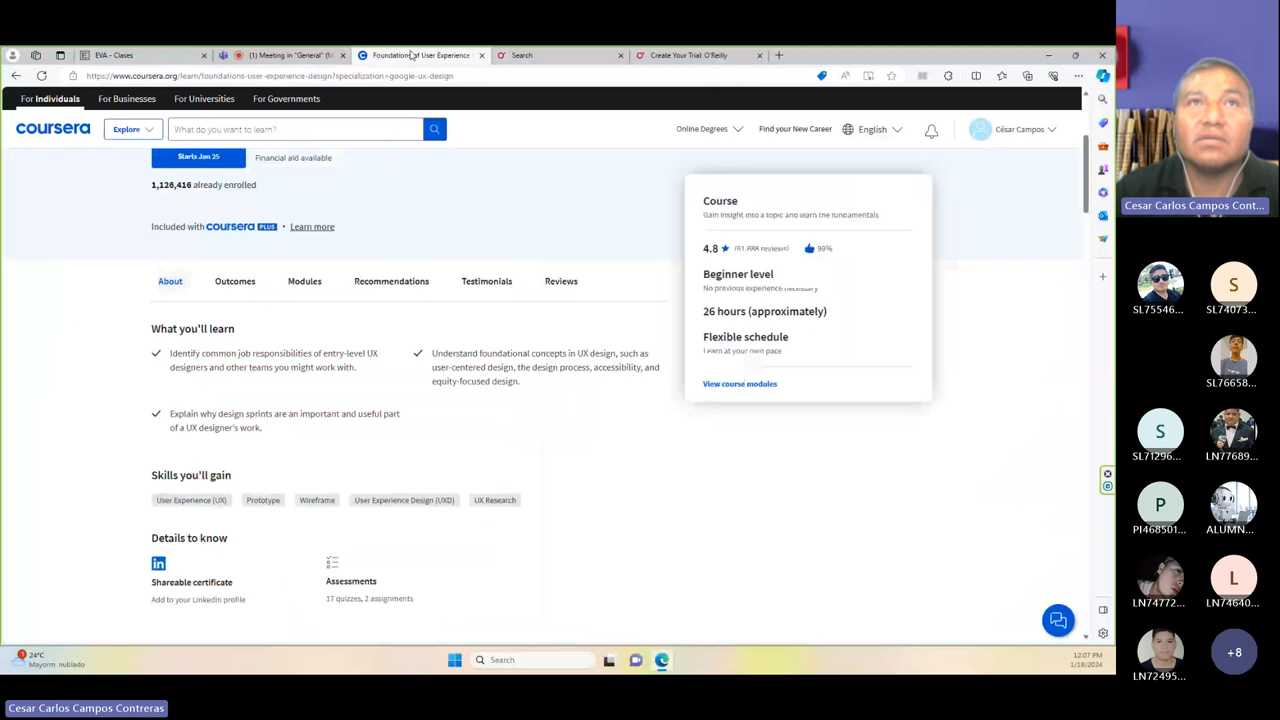 EVA - Clases
(1) Meeting in "General" (M
Foundations of User Experience
Search
Create Your Trial: O'Reilly
https://www.coursera.org/learn/foundations-user-experience-design?specialization=google-ux-design
For Individuals
For Businesses
For Universities
For Governments
coursera
Explore
What do you want to learn?
Online Degrees
Find your New Career
English
César Campos
Starts Jan 25
Financial aid available
1,126,416 already enrolled
Included with coursera PLUS • Learn more
About
Outcomes
Modules
Recommendations
Testimonials
Reviews
Course
Gain insight into a topic and learn the fundamentals
4.8
(61,688 reviews)
99%
Beginner level
No previous experience necessary
26 hours (approximately)
Flexible schedule
Learn at your own pace
View course modules
What you'll learn
Identify common job responsibilities of entry-level UX
designers and other teams you might work with.
Understand foundational concepts in UX design, such as
user-centered design, the design process, accessibility, and
equity-focused design.
Explain why design sprints are an important and useful part
of a UX designer's work.
Skills you'll gain
User Experience (UX)
Prototype
Wireframe
User Experience Design (UXD)
UX Research
Details to know
in
Shareable certificate
Add to your LinkedIn profile
Assessments
17 quizzes, 2 assignments
1
24°C
Mayorm. nublado
Search
12:07 PM
1/18/2024
Cesar Carlos Campos Cont...
SL75546...
S
SL74073...
SL76658...
S
SL71296...
LN77689...
P
PI468501...
ALUMN...
LN74772...
L
LN74640...
LN72495...
+8
Cesar Carlos Campos Contreras